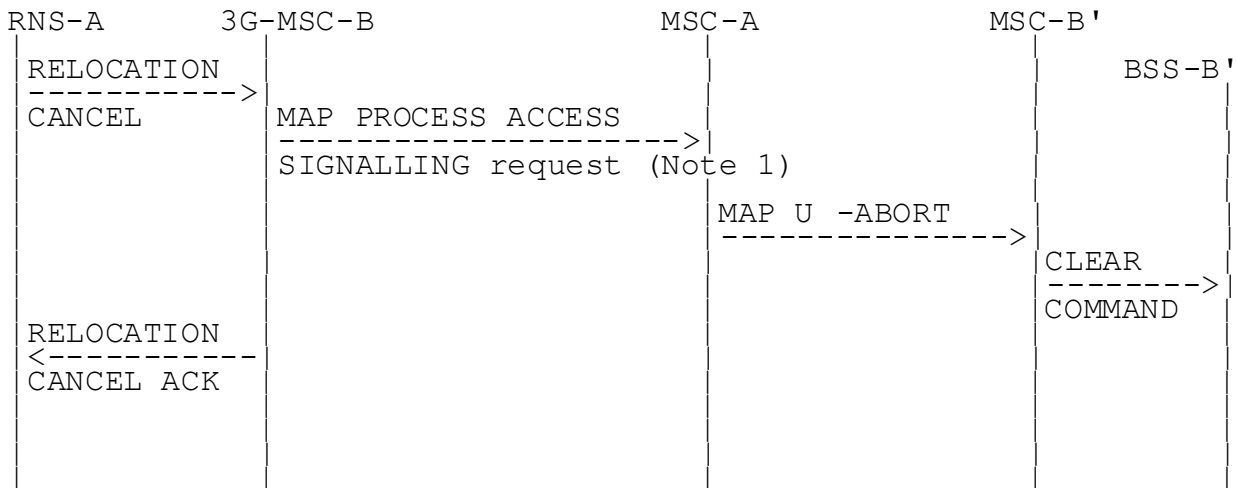 RNS-A 3G-MSC-B MSC-A MSC-B'
RELOCATION BSS-B'
CANCEL MAP PROCESS ACCESS
SIGNALLING request (Note 1)
MAP U -ABORT
CLEAR
COMMAND
RELOCATION
CANCEL ACK